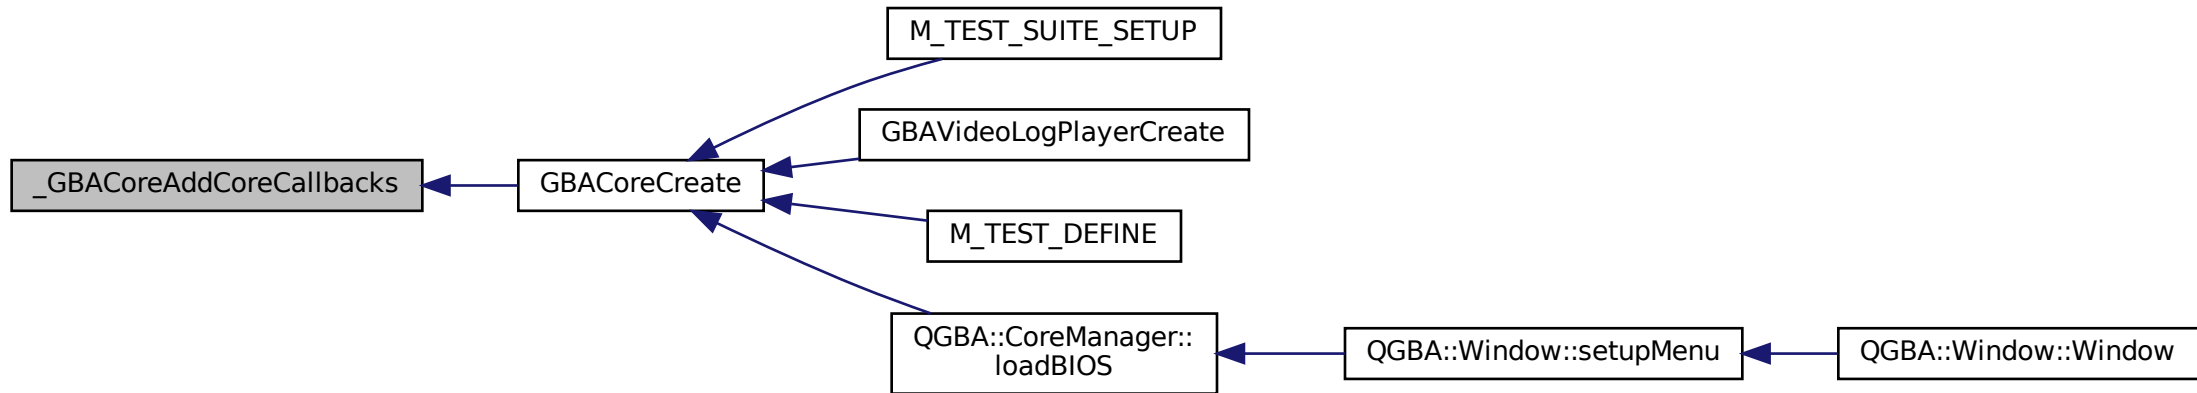 M_TEST_SUITE_SETUP
GBAVideoLogPlayerCreate
_GBACoreAddCoreCallbacks
GBACoreCreate
M_TEST_DEFINE
QGBA::CoreManager::
loadBIOS
QGBA::Window::setupMenu
QGBA::Window::Window